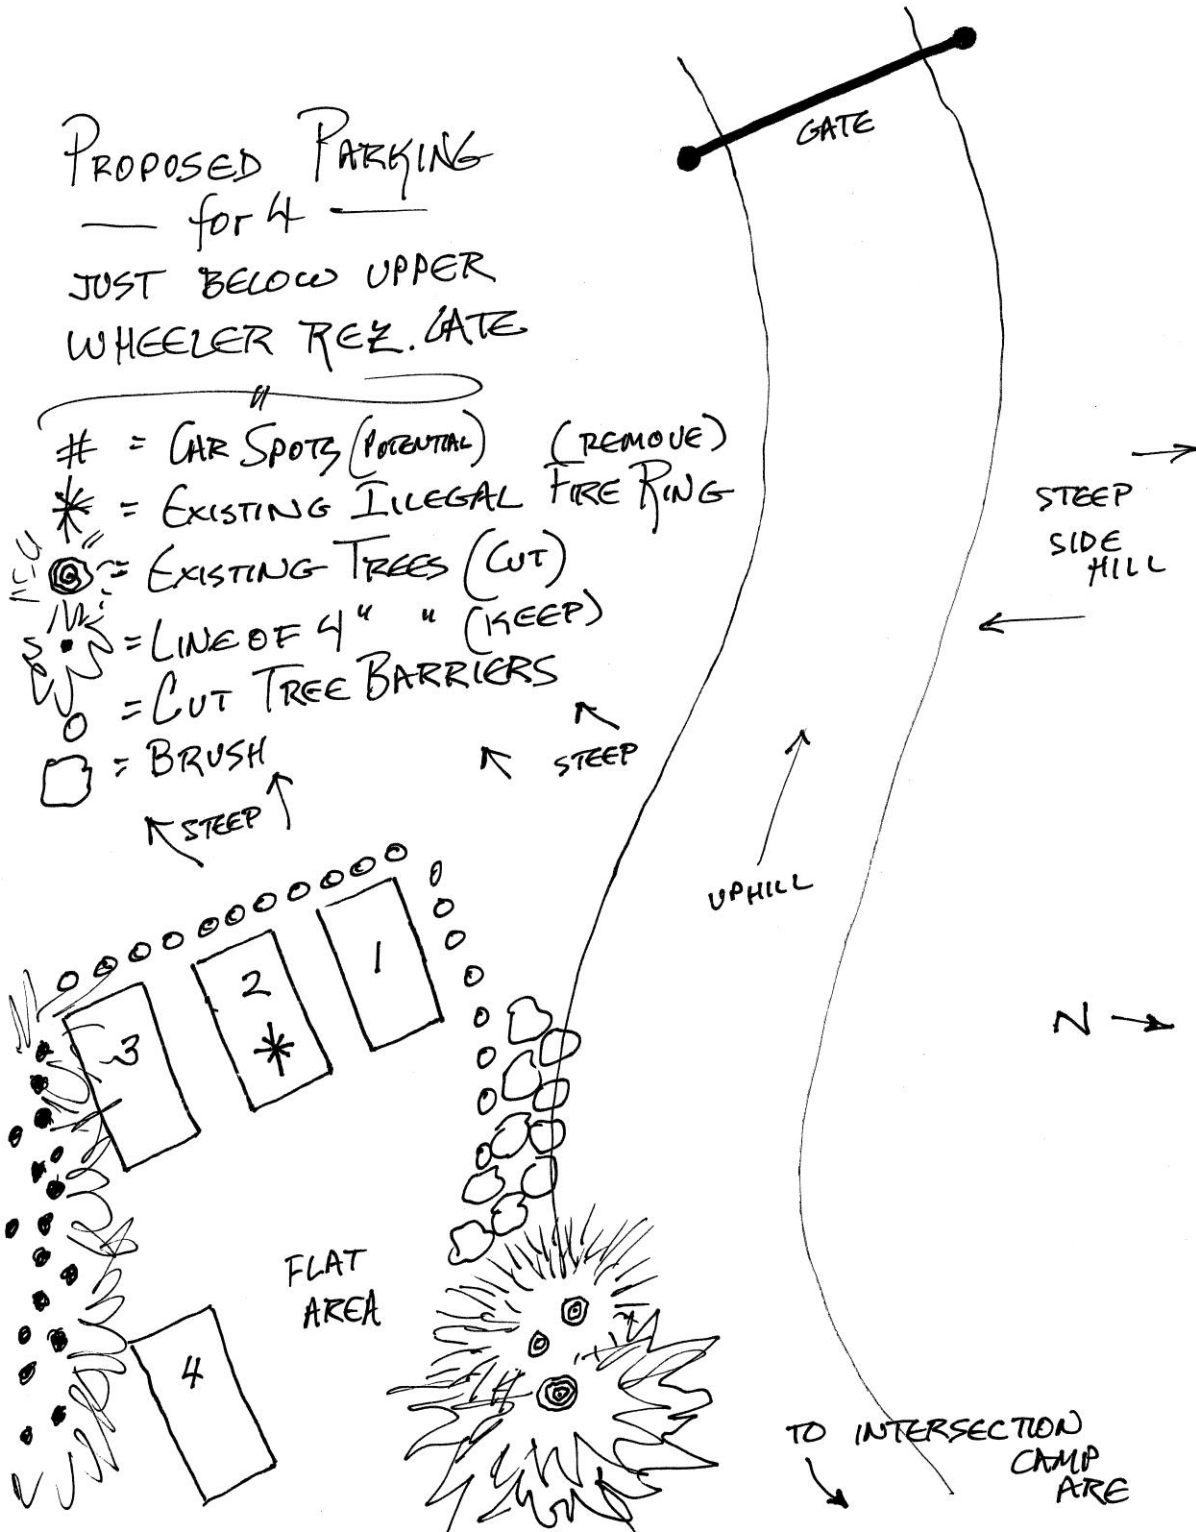 PROPOSED PARKING
— for 4 —
JUST BELOW UPPER
WHEELER REZ. GATE
"
# = CAR SPOTS (POTENTIAL) (REMOVE)
* = EXISTING ILLEGAL FIRE RING
= EXISTING TREES (CUT)
= LINE OF 4" " (KEEP)
= CUT TREE BARRIERS
= BRUSH
GATE
STEEP
SIDE
HILL
STEEP
STEEP
UPHILL
N
1
2
*
3
FLAT
AREA
4
TO INTERSECTION
CAMP
ARE